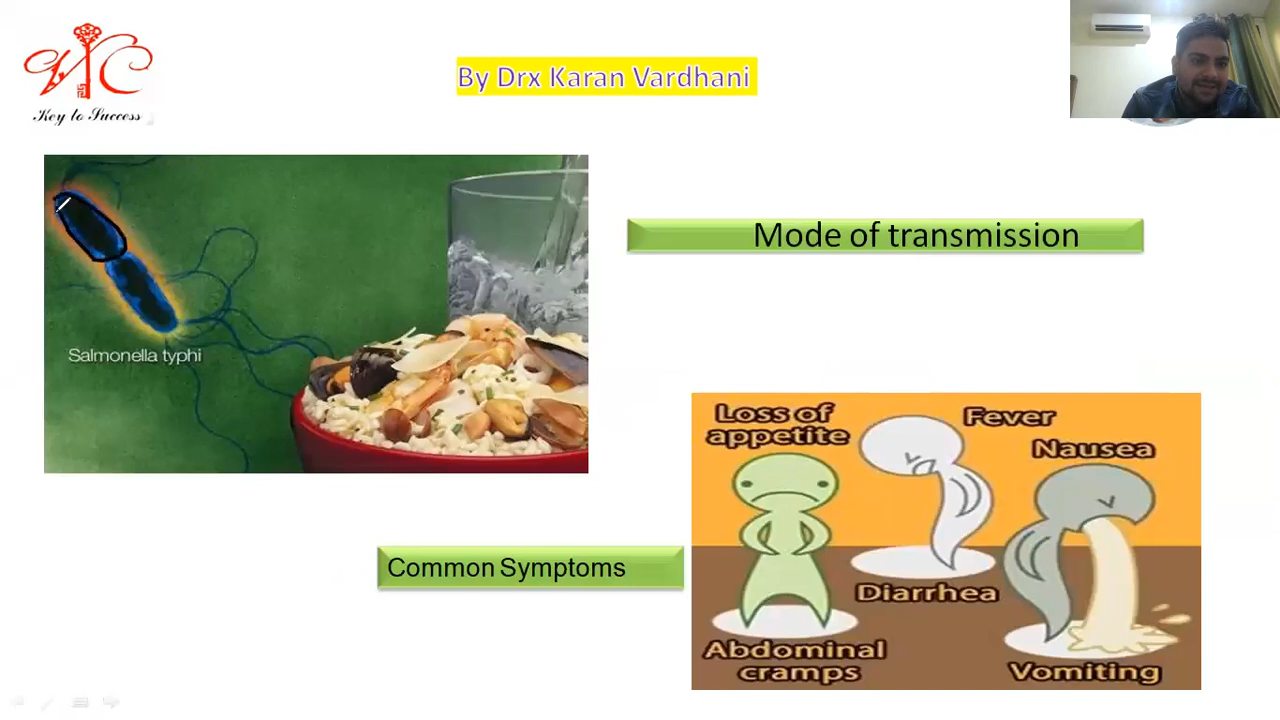 Key to Success
By Drx Karan Vardhani
Mode of transmission
Salmonella typhi
Loss of
appetite
Fever
Nausea
Common Symptoms
Diarrhea
Abdominal
cramps
Vomiting